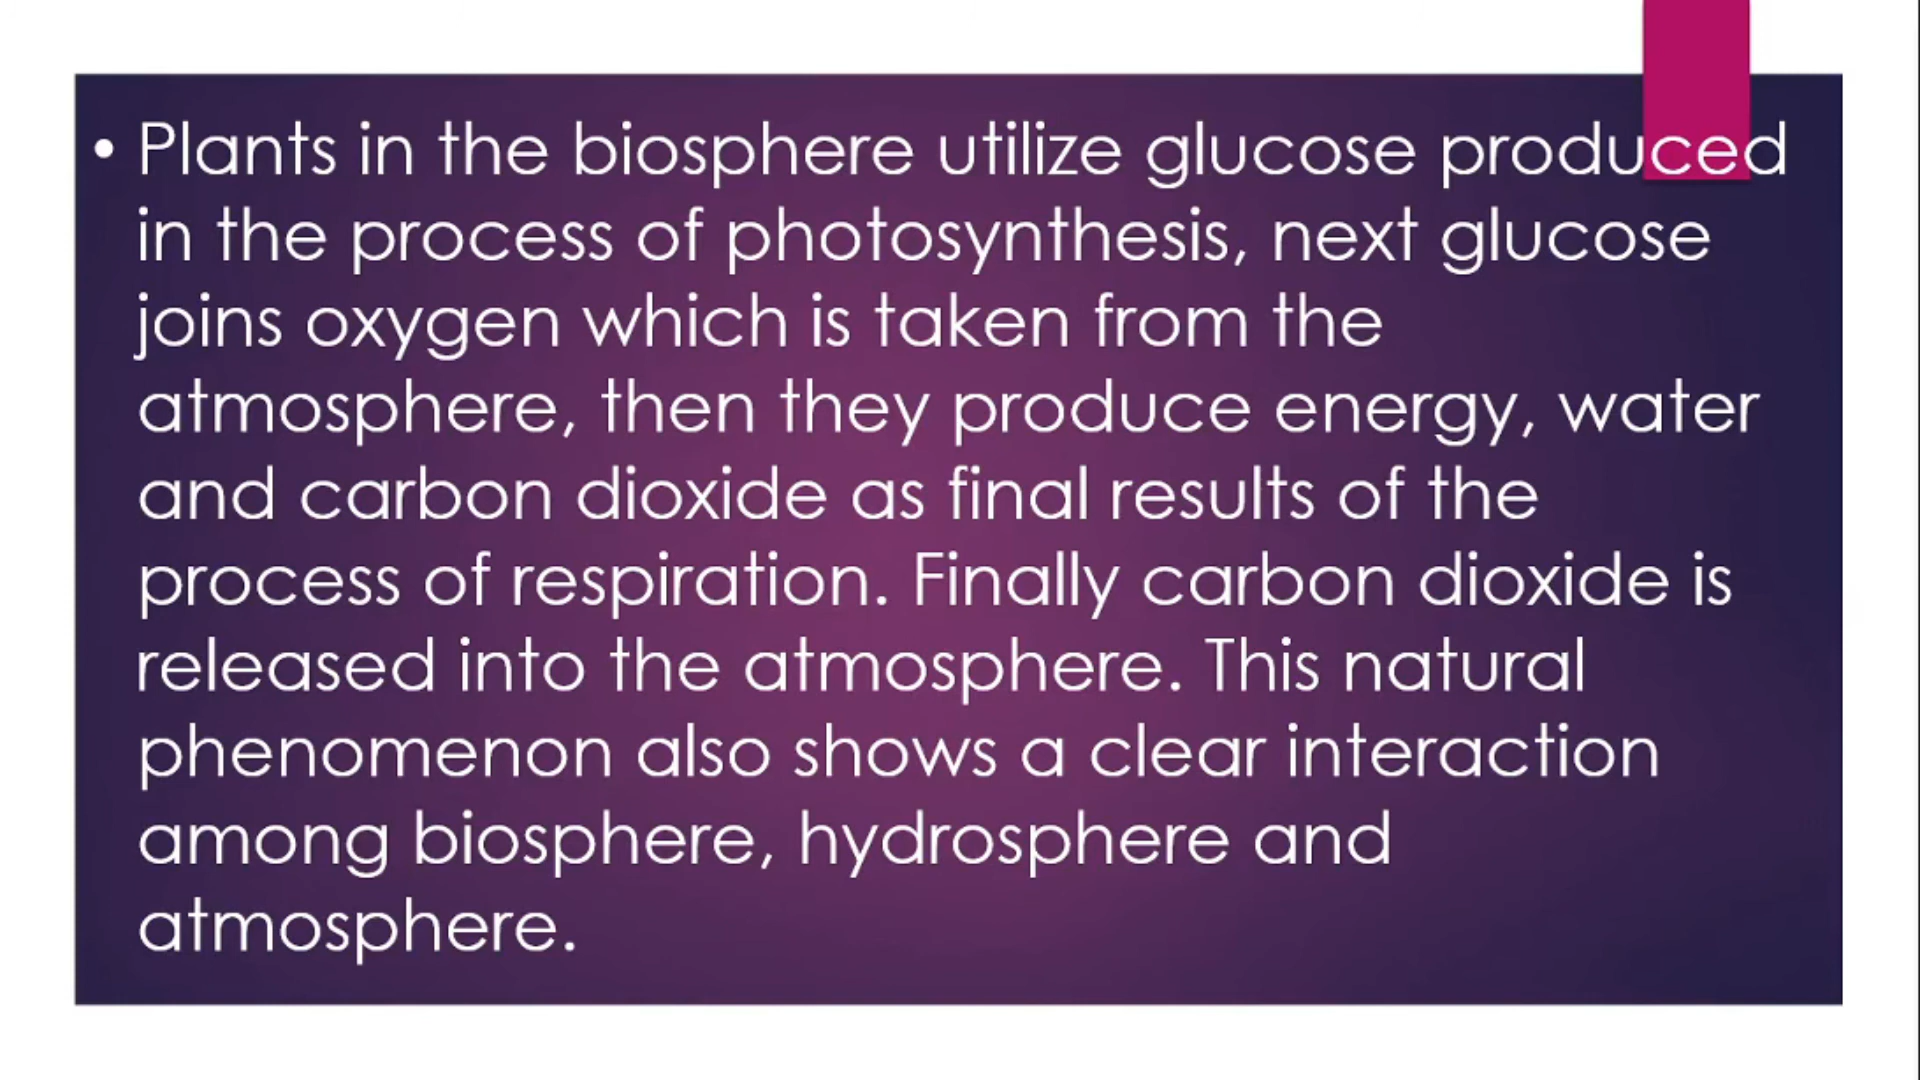 • Plants in the biosphere utilize glucose produced
in the process of photosynthesis, next glucose
joins oxygen which is taken from the
atmosphere, then they produce energy, water
and carbon dioxide as final results of the
process of respiration. Finally carbon dioxide is
released into the atmosphere. This natural
phenomenon also shows a clear interaction
among biosphere, hydrosphere and
atmosphere.